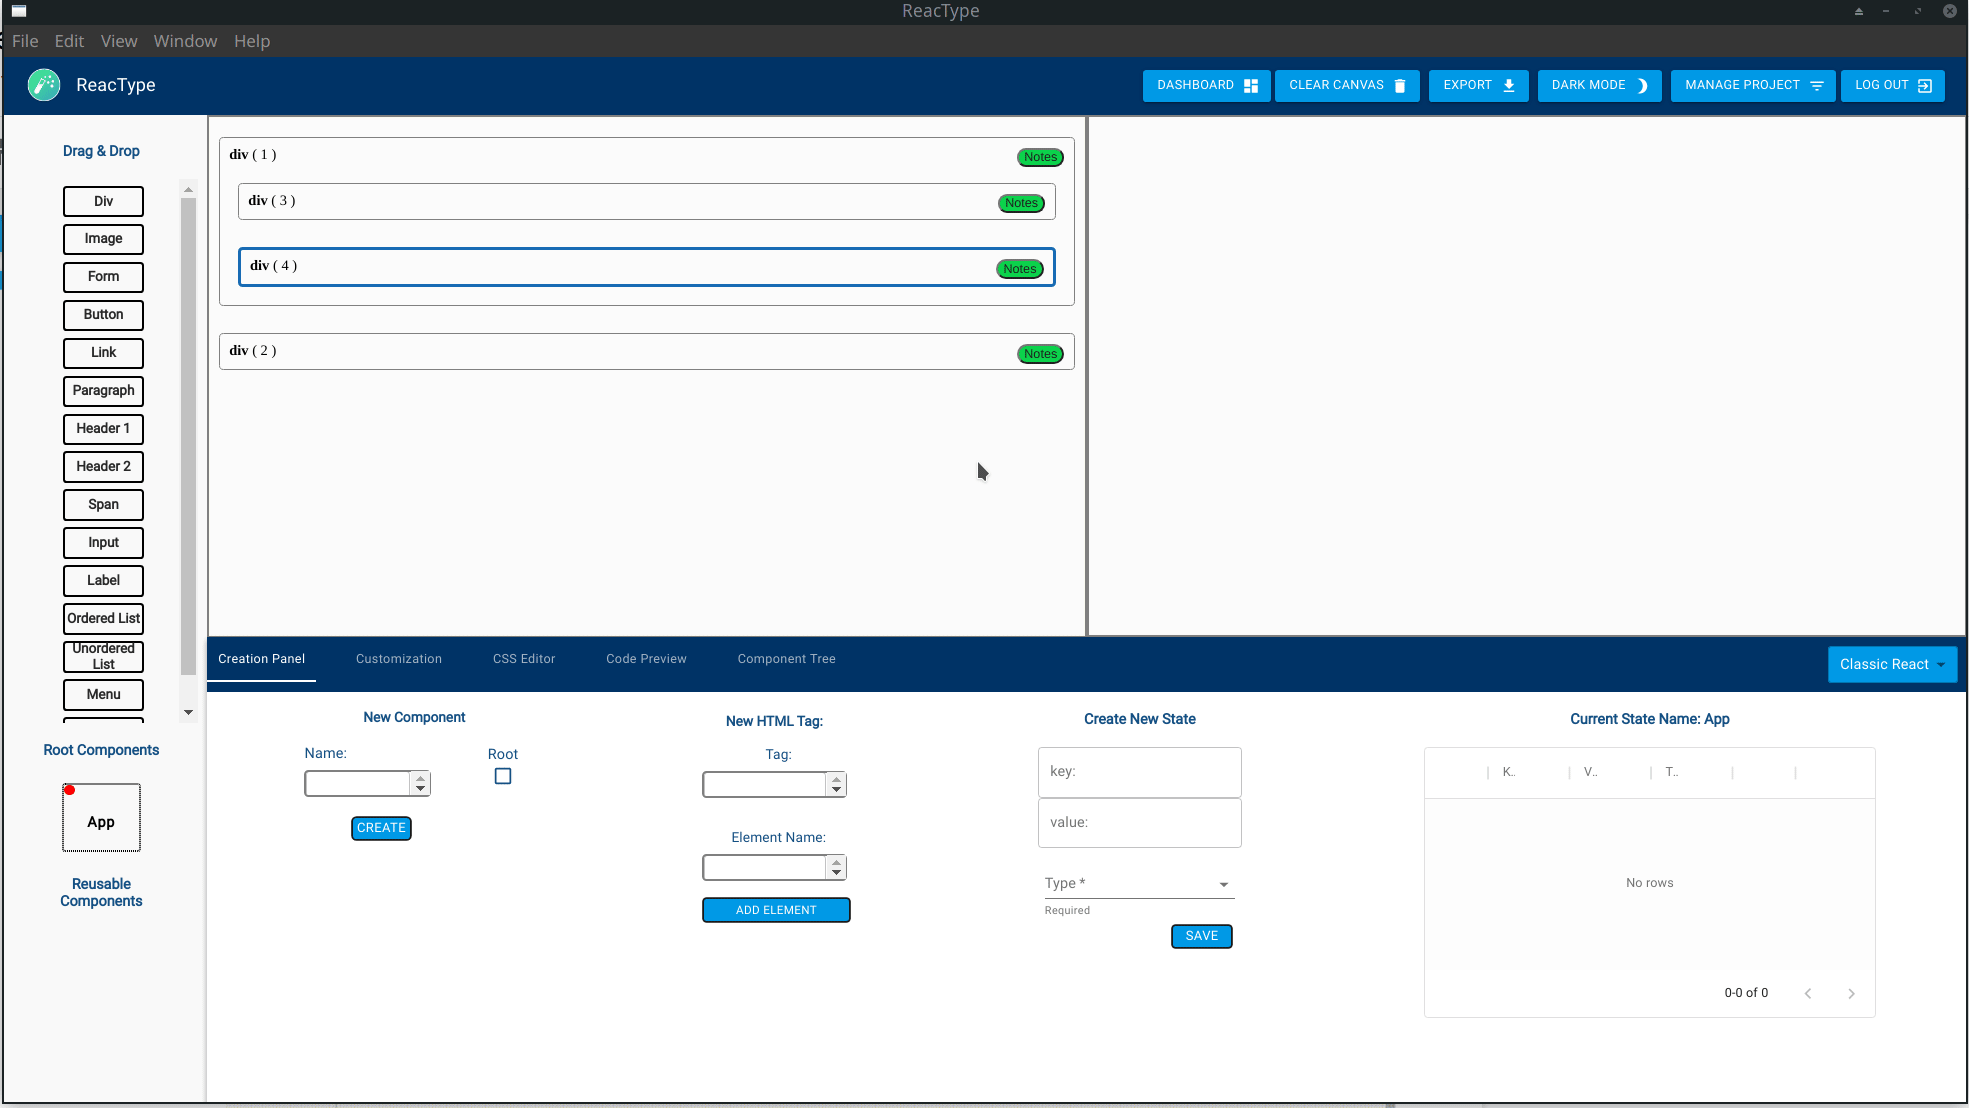 ReacType
File Edit View Window Help
ReacType
DASHBOARD
CLEAR CANVAS
EXPORT
DARK MODE
MANAGE PROJECT
LOG OUT
Drag & Drop
Div
Image
Form
Button
Link
Paragraph
Header 1
Header 2
Span
Input
Label
Ordered List
Unordered
List
Menu
Root Components
App
Reusable
Components
div ( 1 )
Notes
div ( 3 )
Notes
div ( 4 )
Notes
div ( 2 )
Notes
Creation Panel
Customization
CSS Editor
Code Preview
Component Tree
Classic React
New Component
Name:
Root
CREATE
New HTML Tag:
Tag:
Element Name:
ADD ELEMENT
Create New State
key:
value:
Type *
Required
SAVE
Current State Name: App
K..
V..
T..
No rows
0-0 of 0